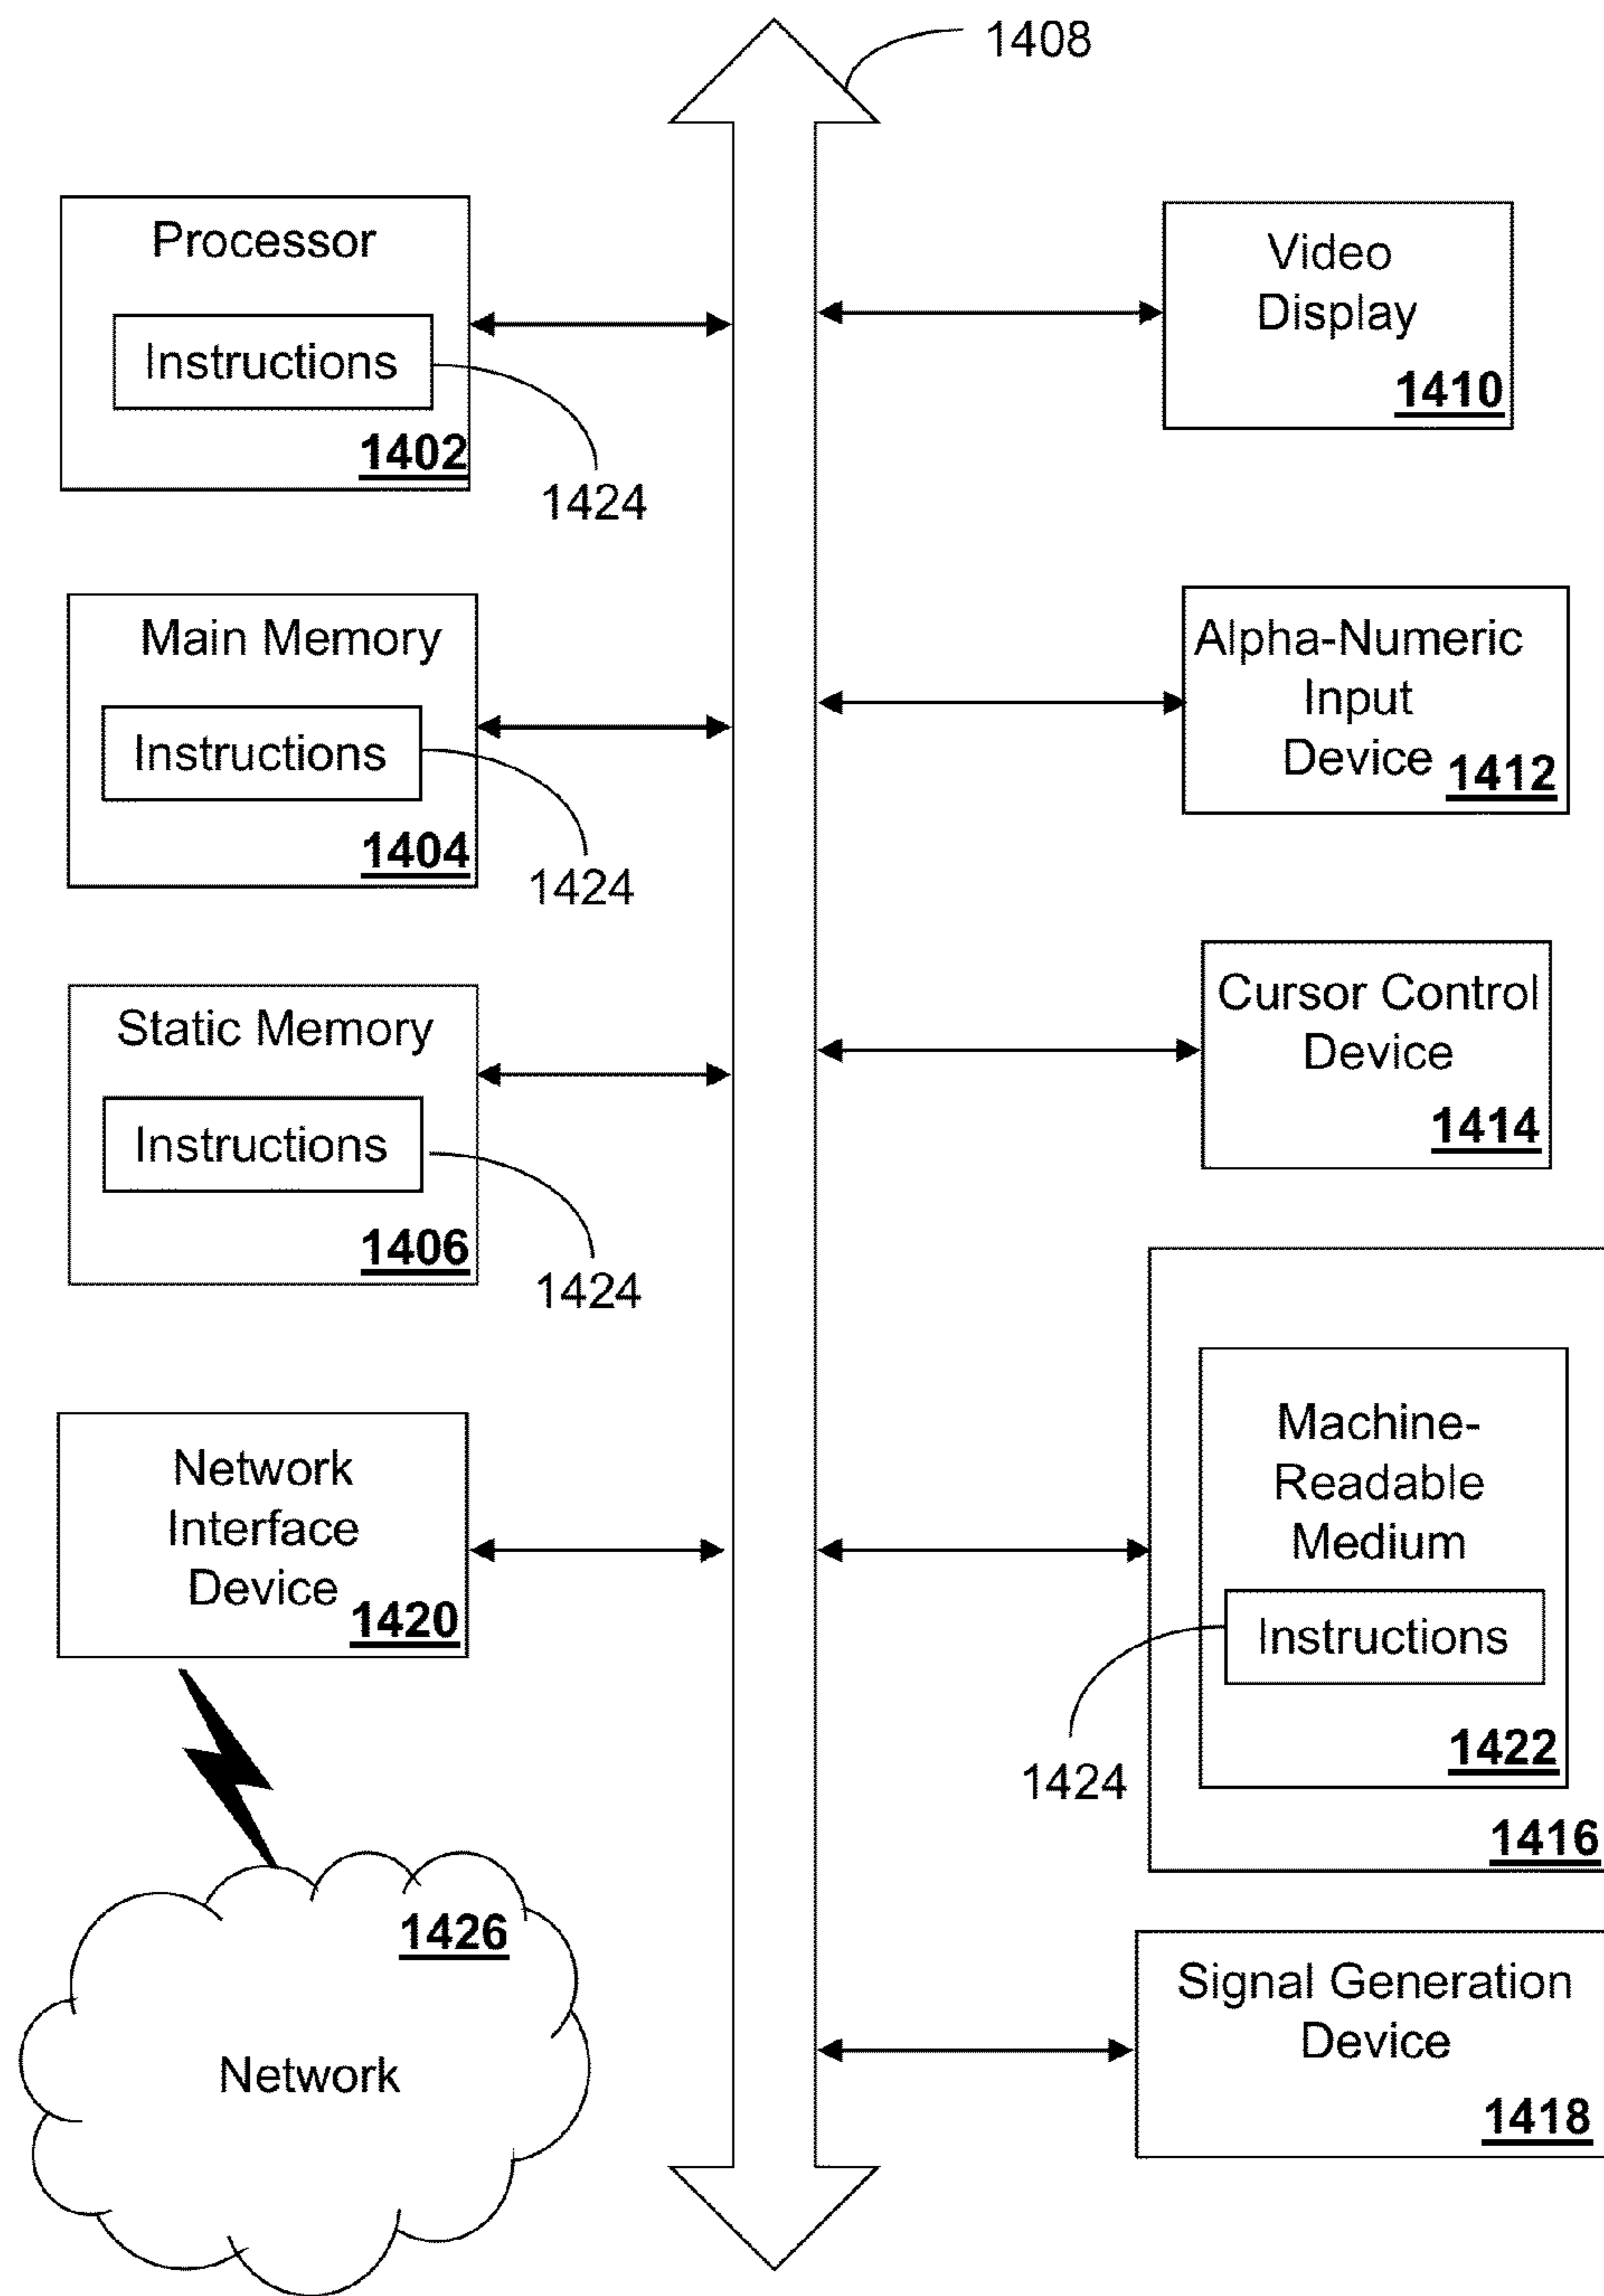 1408
Processor
Instructions
1402
1424
Main Memory
Instructions
1404
1424
Static Memory
Instructions
1406
1424
Network
Interface
Device
1420
1426
Network
Video
Display
1410
Alpha-Numeric
Input
Device
1412
Cursor Control
Device
1414
Machine-
Readable
Medium
Instructions
1422
1424
1416
Signal Generation
Device
1418